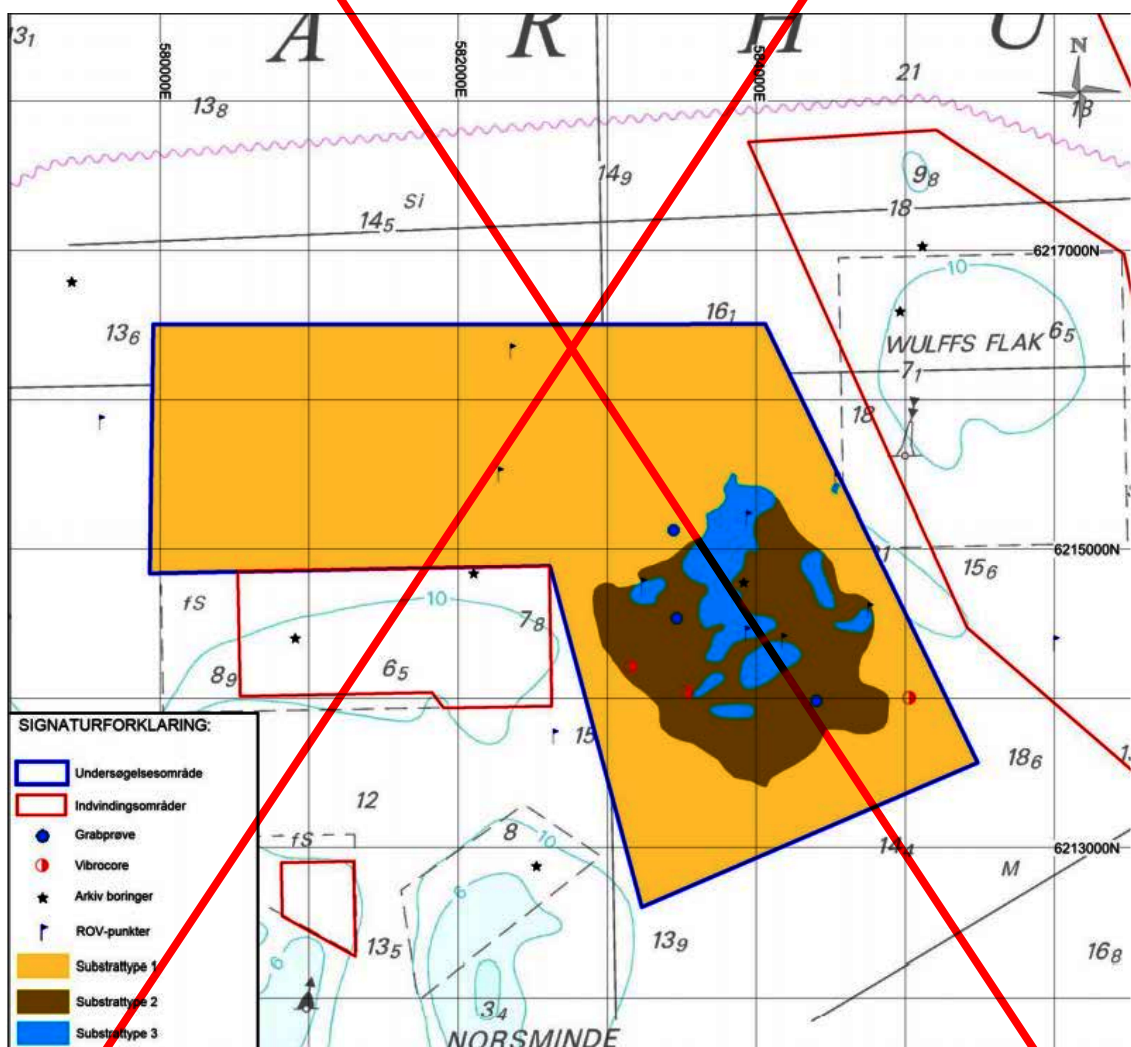 A R H U
13₁
580000E
582000E
584000E
N
21
18
13₈
14₉
9₈
Si
14₅
18
6217000N
10
13₆
16₁
6₅
WULFFS FLAK
7₁
18
6215000N
15₆
fS
10
7₈
8₉
6₅
15
18₆
12
8
10
fS
14₄
6213000N
M
6
13₅
13₉
6
16₈
3₄
NORSMINDE
SIGNATURFORKLARING:
Undersøgelsesområde
Indvindingsområder
Grabprøve
Vibrocore
Arkiv boringer
ROV-punkter
Substrattype 1
Substrattype 2
Substrattype 3